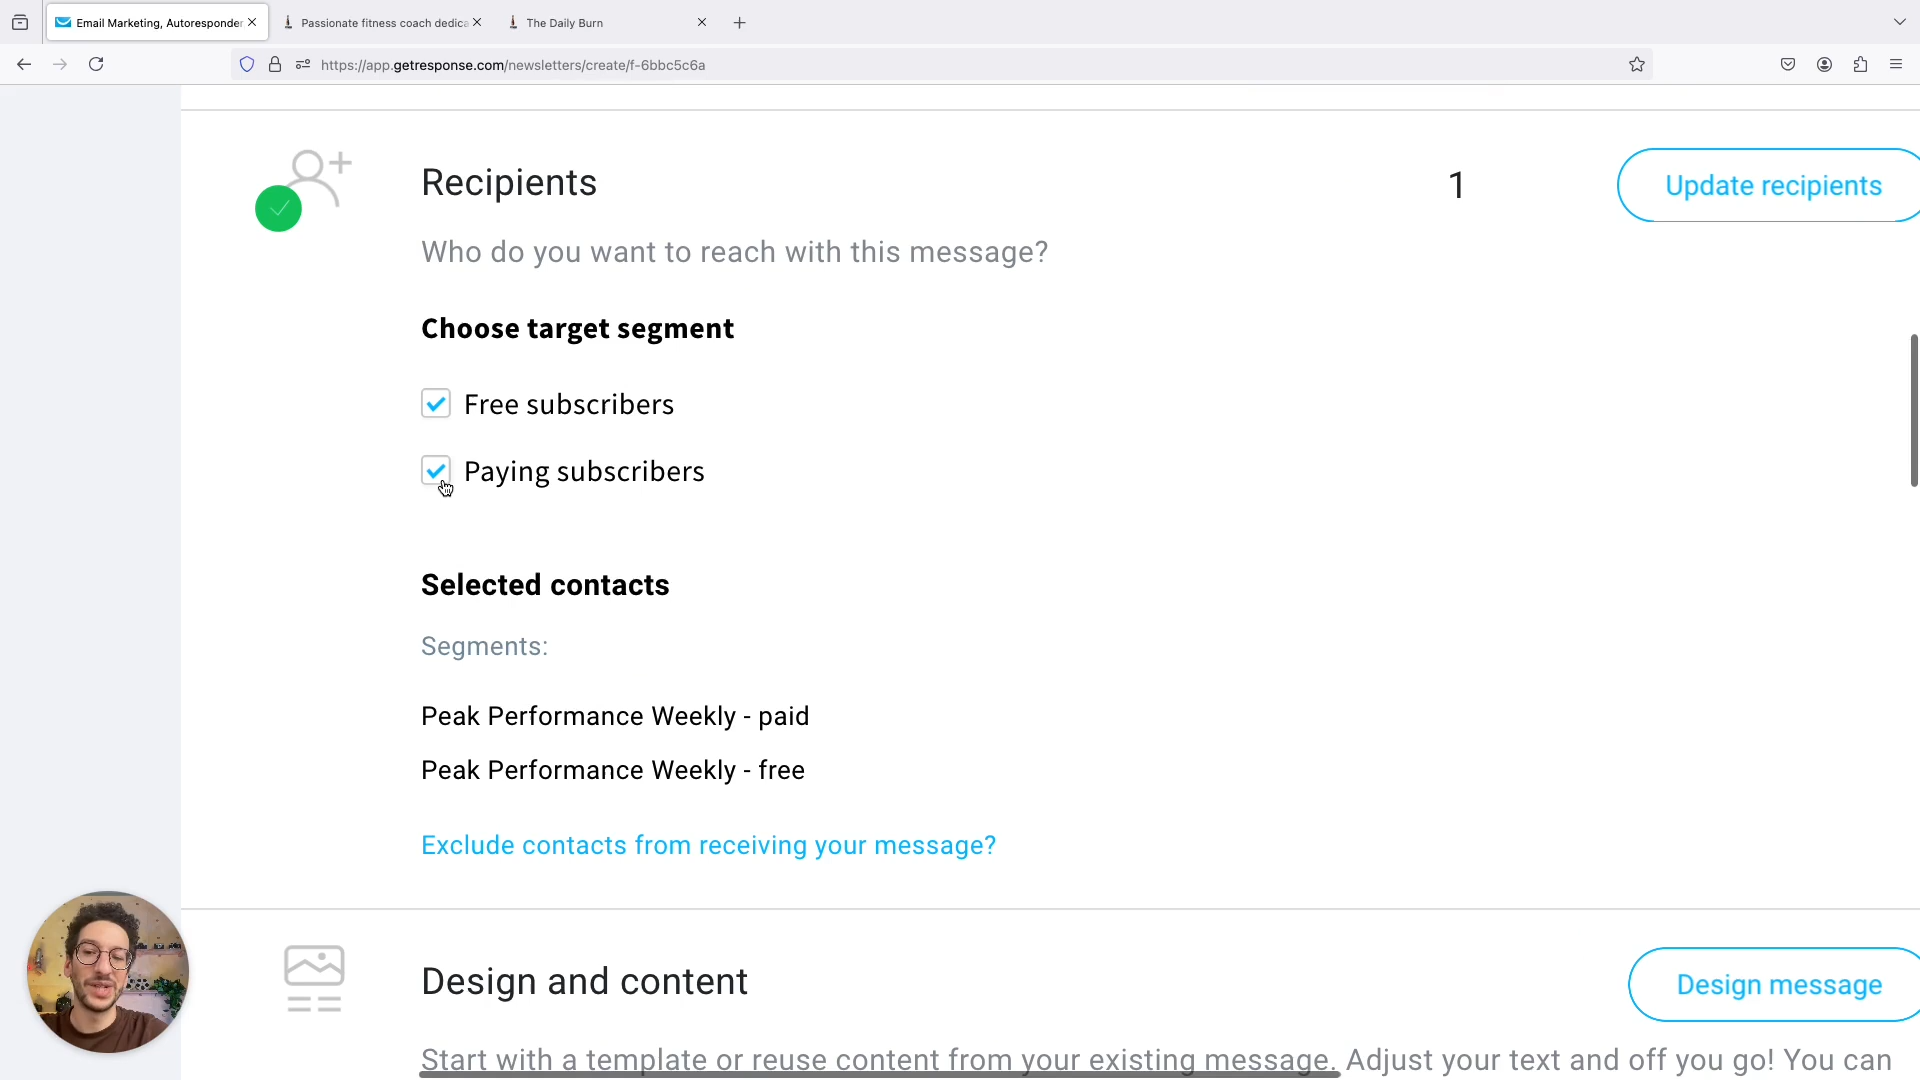 Email Marketing, Autoresponder
Passionate fitness coach dedica
The Daily Burn
https://app.getresponse.com/newsletters/create/f-6bbc5c6a
Recipients
1
Update recipients
Who do you want to reach with this message?
Choose target segment
Free subscribers
Paying subscribers
Selected contacts
Segments:
Peak Performance Weekly - paid
Peak Performance Weekly - free
Exclude contacts from receiving your message?
Design and content
Design message
Start with a template or reuse content from your existing message. Adjust your text and off you go! You can